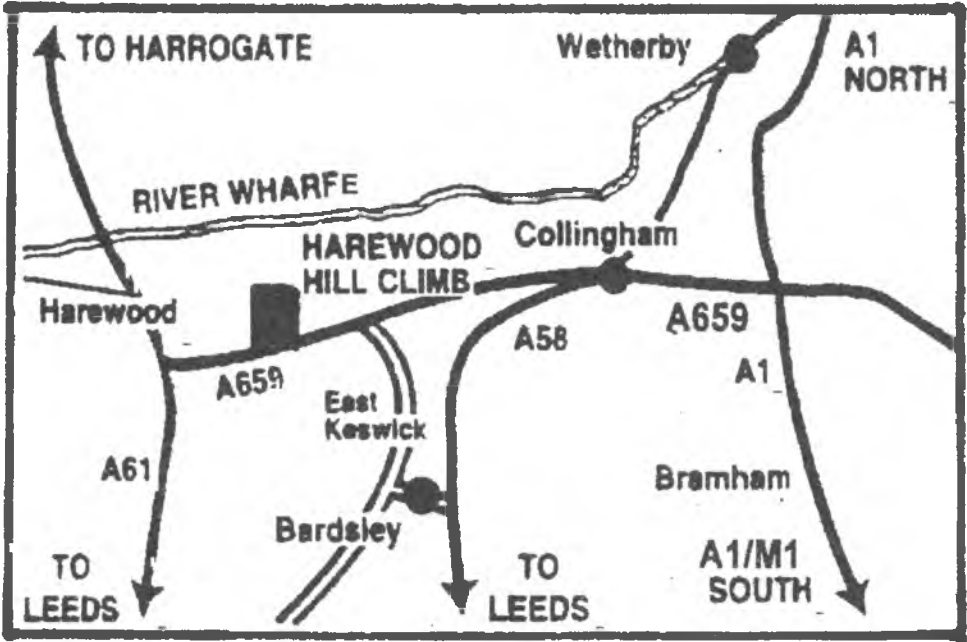 TO HARROGATE
Wetherby
A1
NORTH
RIVER WHARFE
HAREWOOD
HILL CLIMB
Collingham
Harewood
A58
A659
A659
A1
East
Keswick
A61
Bramham
Bardsley
TO
LEEDS
TO
LEEDS
A1/M1
SOUTH